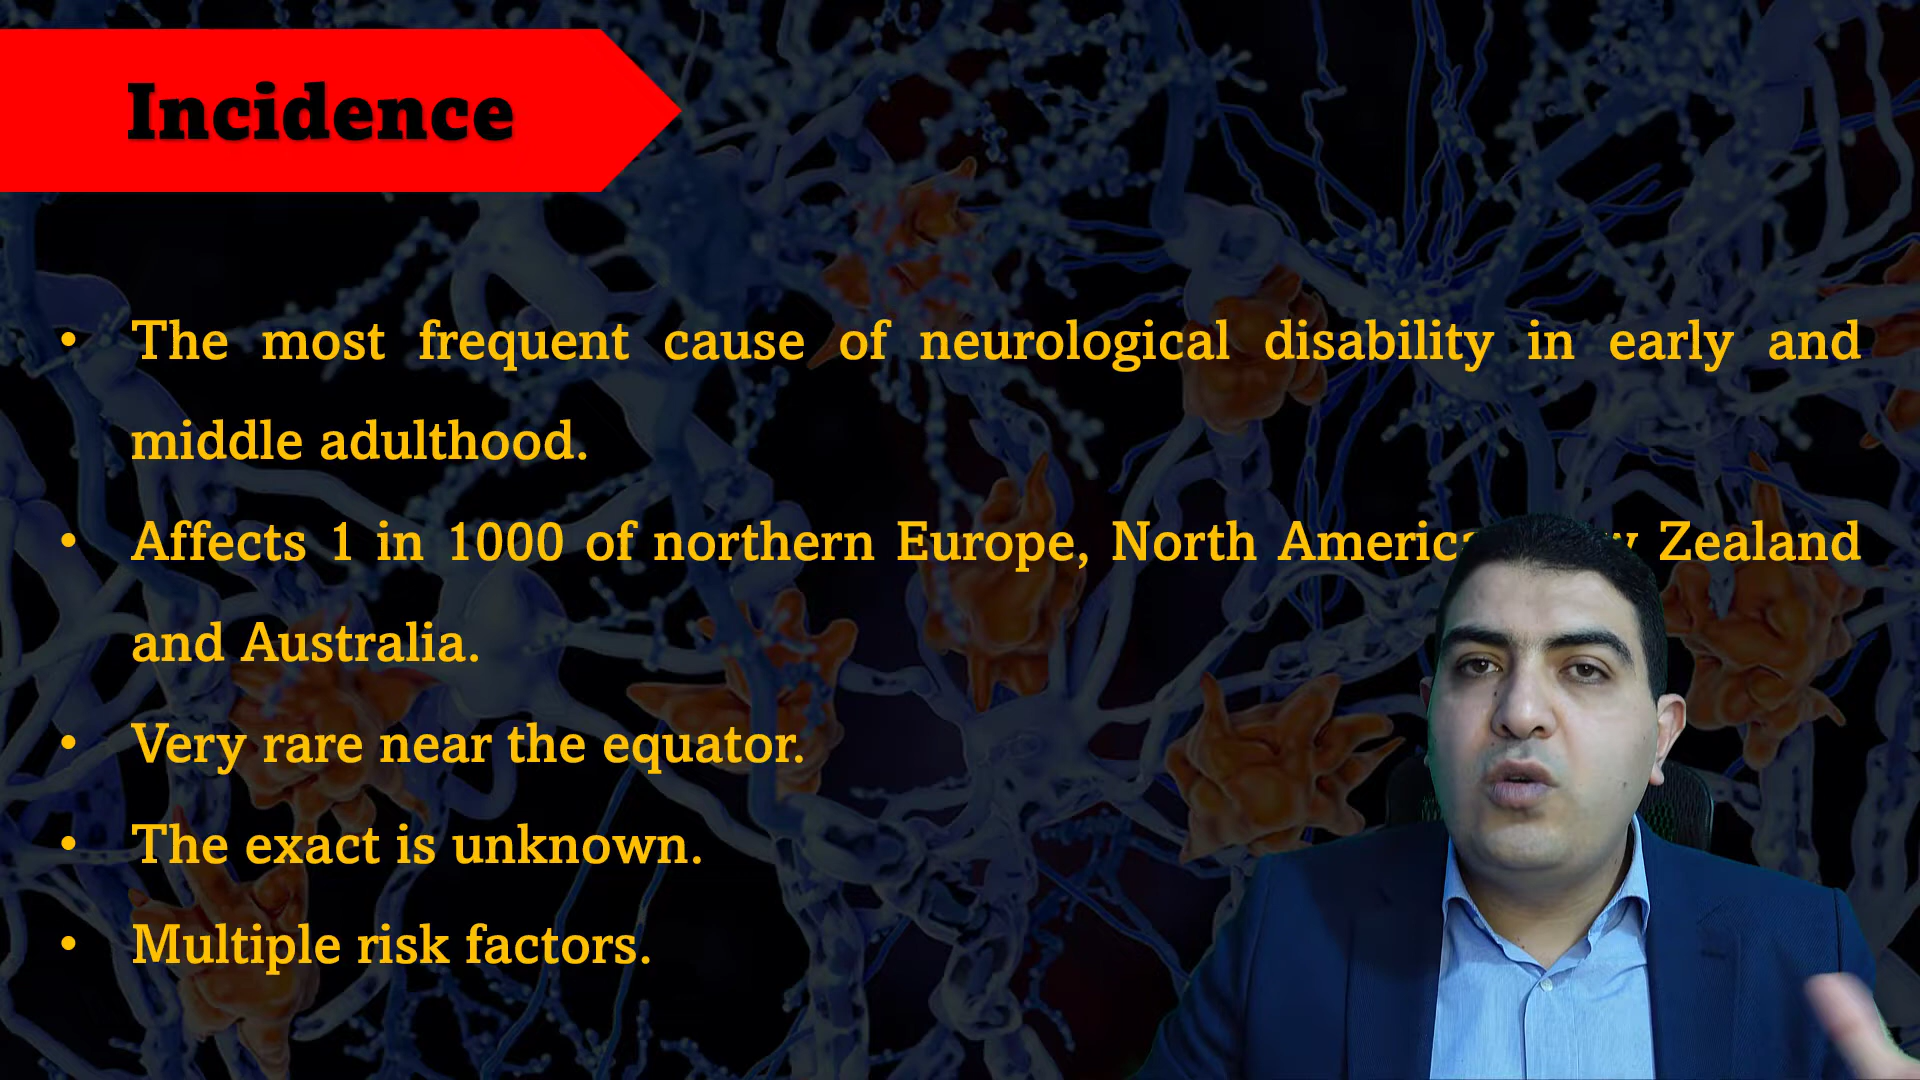 Incidence
• The most frequent cause of neurological disability in early and
middle adulthood.
• Affects 1 in 1000 of northern Europe, North America Zealand
and Australia.
• Very rare near the equator.
• The exact is unknown.
• Multiple risk factors.